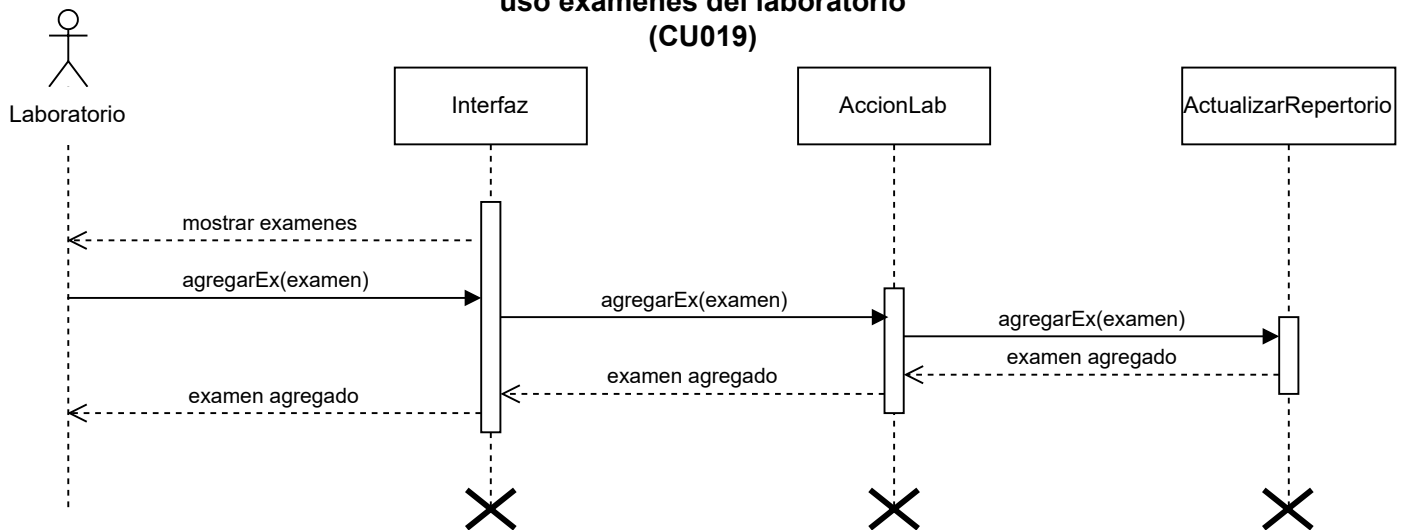 uso examenes del laboratorio
(CU019)
Laboratorio
Interfaz
AccionLab
ActualizarRepertorio
mostrar examenes
agregarEx(examen)
agregarEx(examen)
agregarEx(examen)
examen agregado
examen agregado
examen agregado